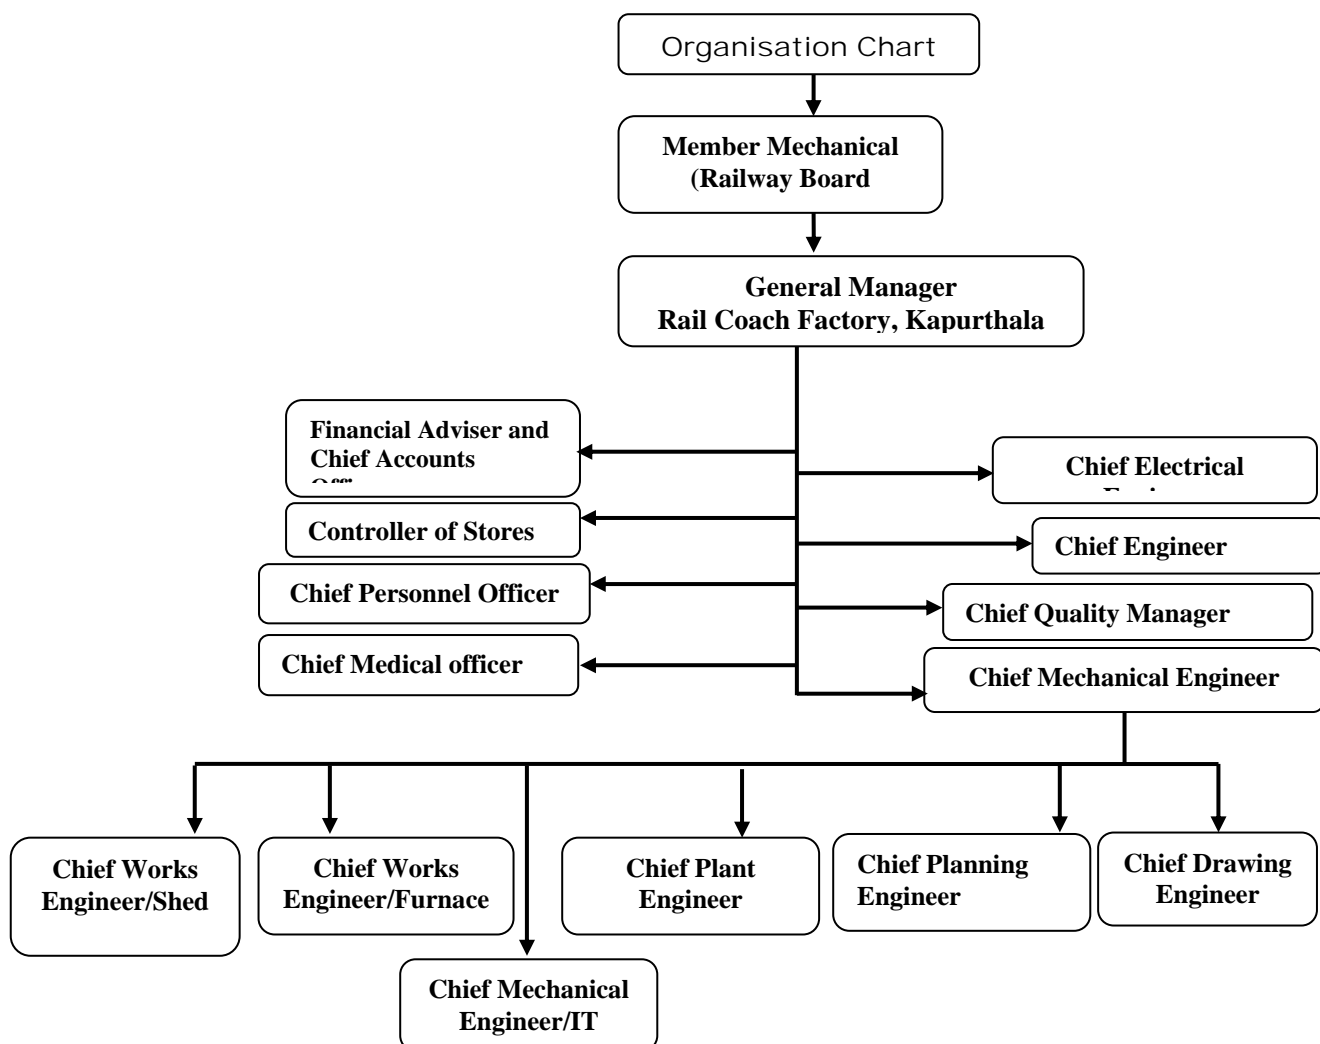 Organisation Chart
Member Mechanical
(Railway Board
General Manager
Rail Coach Factory, Kapurthala
Financial Adviser and
Chief Accounts
Chief Electrical
Controller of Stores
Chief Engineer
Chief Personnel Officer
Chief Quality Manager
Chief Medical officer
Chief Mechanical Engineer
Chief Works
Engineer/Shed
Chief Works
Engineer/Furnace
Chief Plant
Engineer
Chief Planning
Engineer
Chief Drawing
Engineer
Chief Mechanical
Engineer/IT